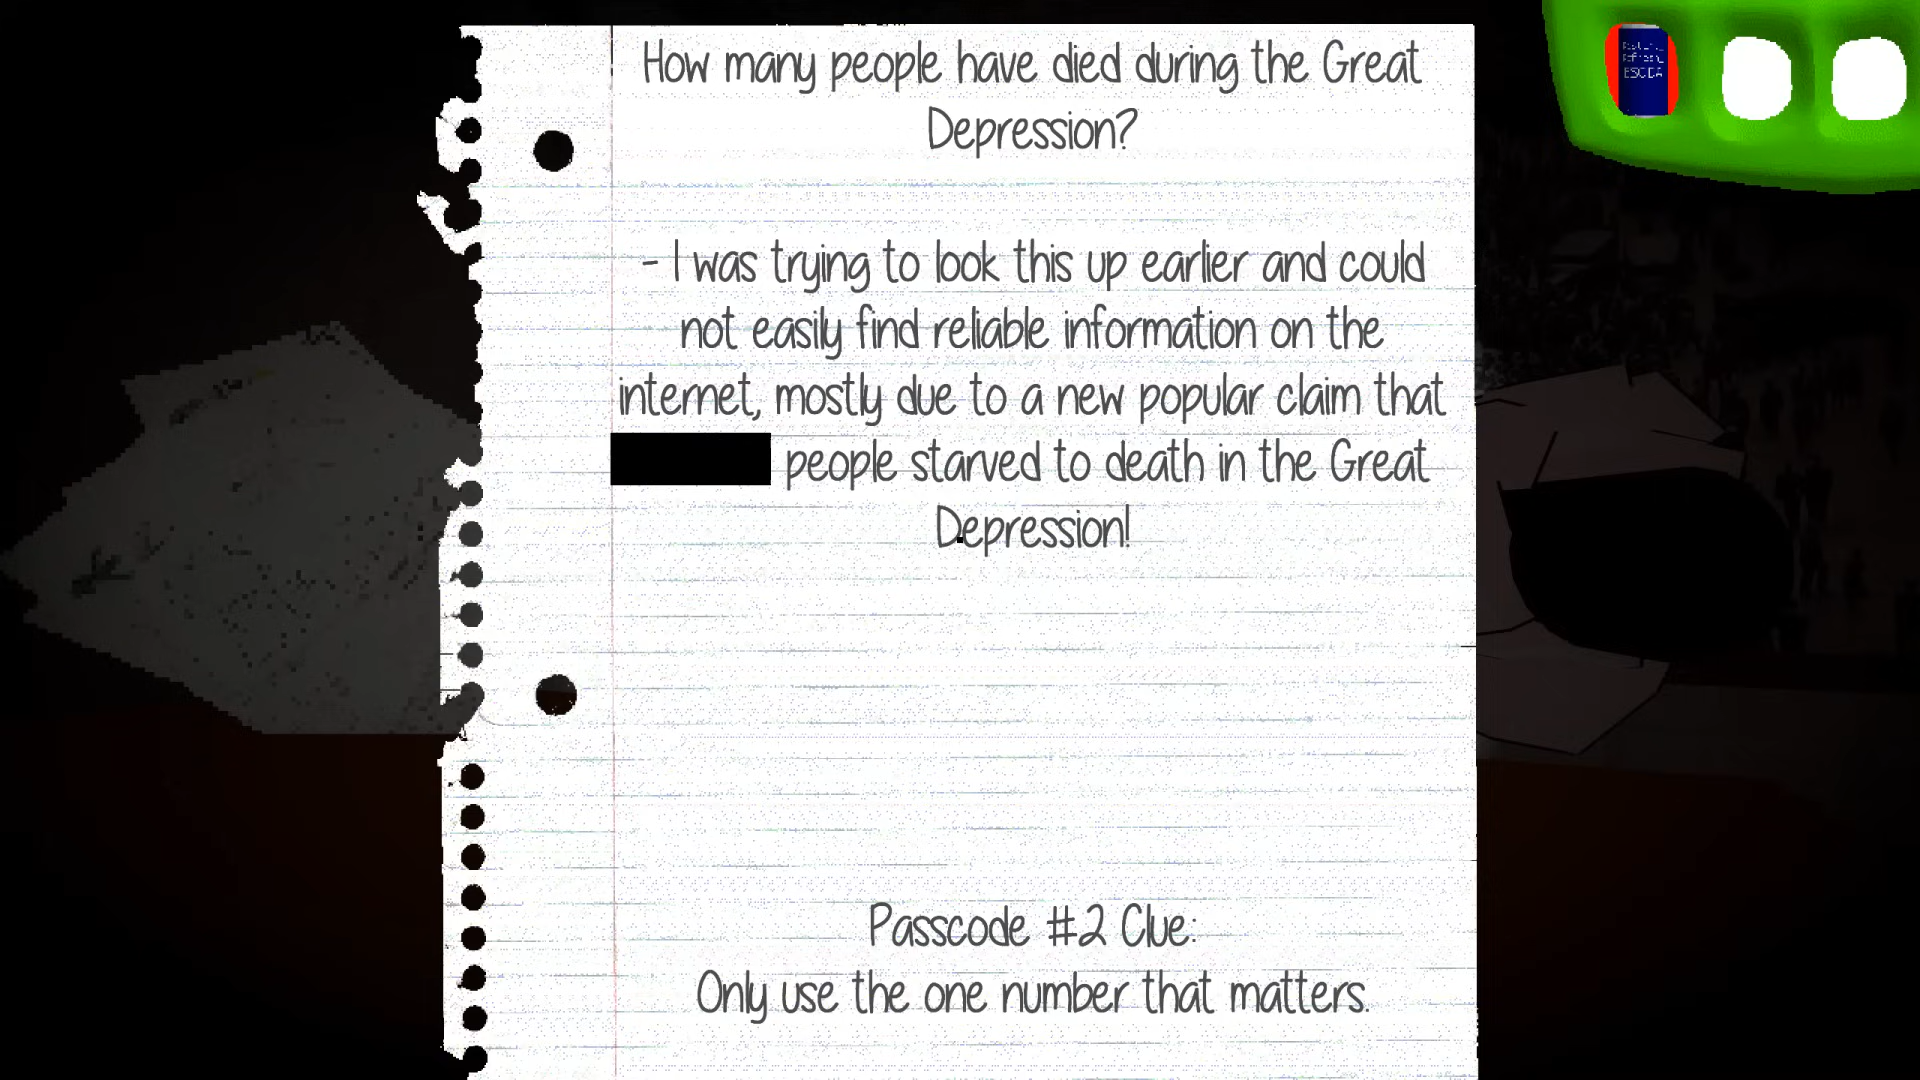 How many people have died during the Great
Depression?
- I was trying to look this up earlier and could
not easily find reliable information on the
internet, mostly due to a new popular claim that
people starved to death in the Great
Depression!
Passcode #2 Clue:
Only use the one number that matters.